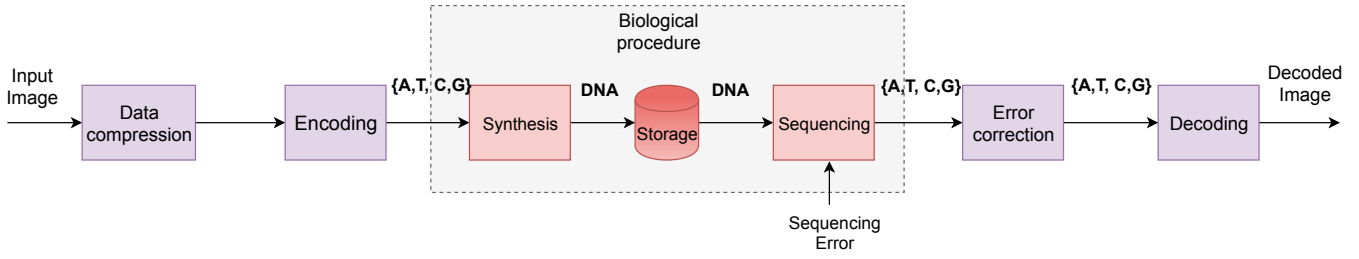 Biological
procedure
Input
Image
Data
compression
Encoding
{A,T, C,G}
Synthesis
DNA
Storage
DNA
Sequencing
{A,T, C,G}
Error
correction
{A,T, C,G}
Decoding
Decoded
Image
Sequencing
Error